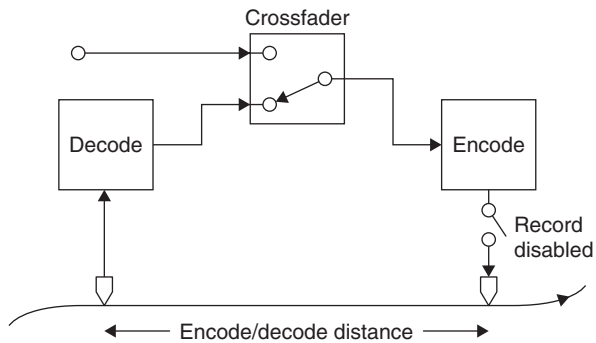 Crossfader
Decode
Encode
Record
disabled
Encode/decode distance